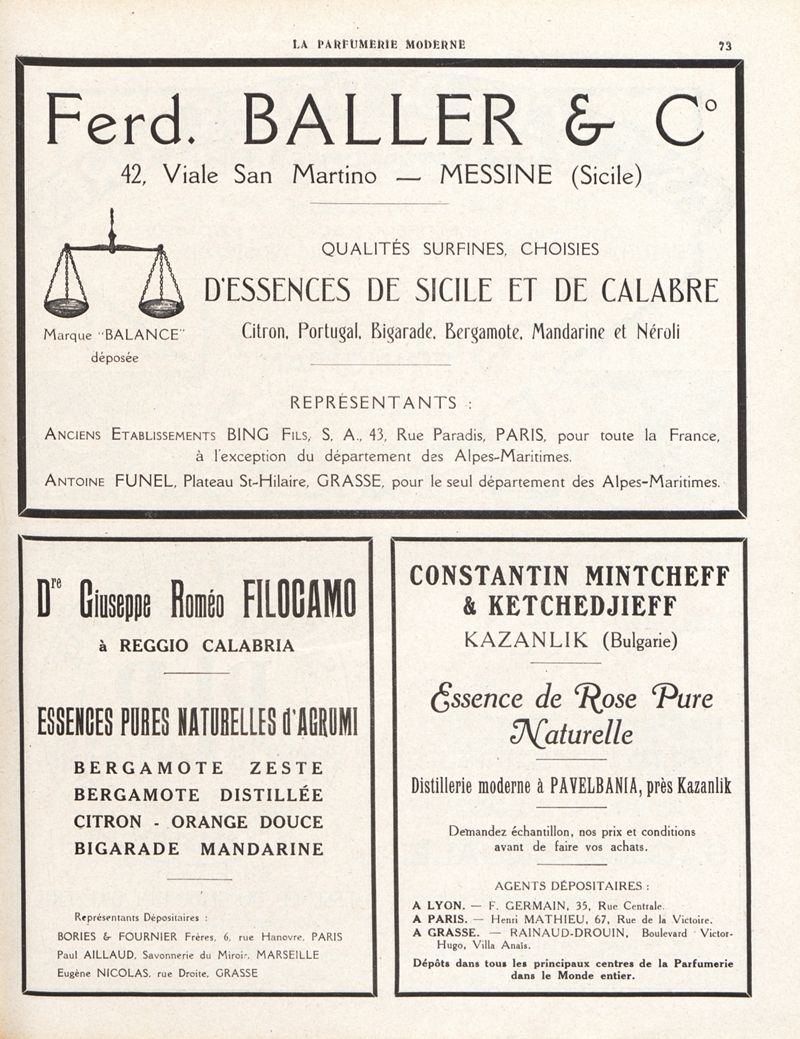 LA PARFUMERIE MODERNE
73
Ferd. BALLER & Cº
42, Viale San Martino — MESSINE (Sicile)
QUALITÉS SURFINES, CHOISIES
D'ESSENCES DE SICILE ET DE CALABRE
Marque "BALANCE"
déposée
Citron, Portugal, Bigarade, Bergamote, Mandarine et Néroli
REPRÉSENTANTS :
ANCIENS ETABLISSEMENTS BING FILS, S. A., 43, Rue Paradis, PARIS, pour toute la France,
à l'exception du département des Alpes-Maritimes.
ANTOINE FUNEL, Plateau St-Hilaire, GRASSE, pour le seul département des Alpes-Maritimes.
Dre Giuseppe Roméo FILOCAMO
à REGGIO CALABRIA
ESSENCES PURES NATURELLES d'AGRUMI
BERGAMOTE ZESTE
BERGAMOTE DISTILLÉE
CITRON - ORANGE DOUCE
BIGARADE MANDARINE
Représentants Dépositaires :
BORIES & FOURNIER Frères, 6, rue Hanovre, PARIS
Paul AILLAUD, Savonnerie du Miroir, MARSEILLE
Eugène NICOLAS, rue Droite, GRASSE
CONSTANTIN MINTCHEFF
& KETCHEDJIEFF
KAZANLIK (Bulgarie)
Essence de Rose Pure
Naturelle
Distillerie moderne à PAVELBANIA, près Kazanlik
Demandez échantillon, nos prix et conditions
avant de faire vos achats.
AGENTS DÉPOSITAIRES :
A LYON. — F. GERMAIN, 35, Rue Centrale.
A PARIS. — Henri MATHIEU, 67, Rue de la Victoire.
A GRASSE. — RAINAUD-DROUIN, Boulevard Victor-
Hugo, Villa Anaïs.
Dépôts dans tous les principaux centres de la Parfumerie
dans le Monde entier.